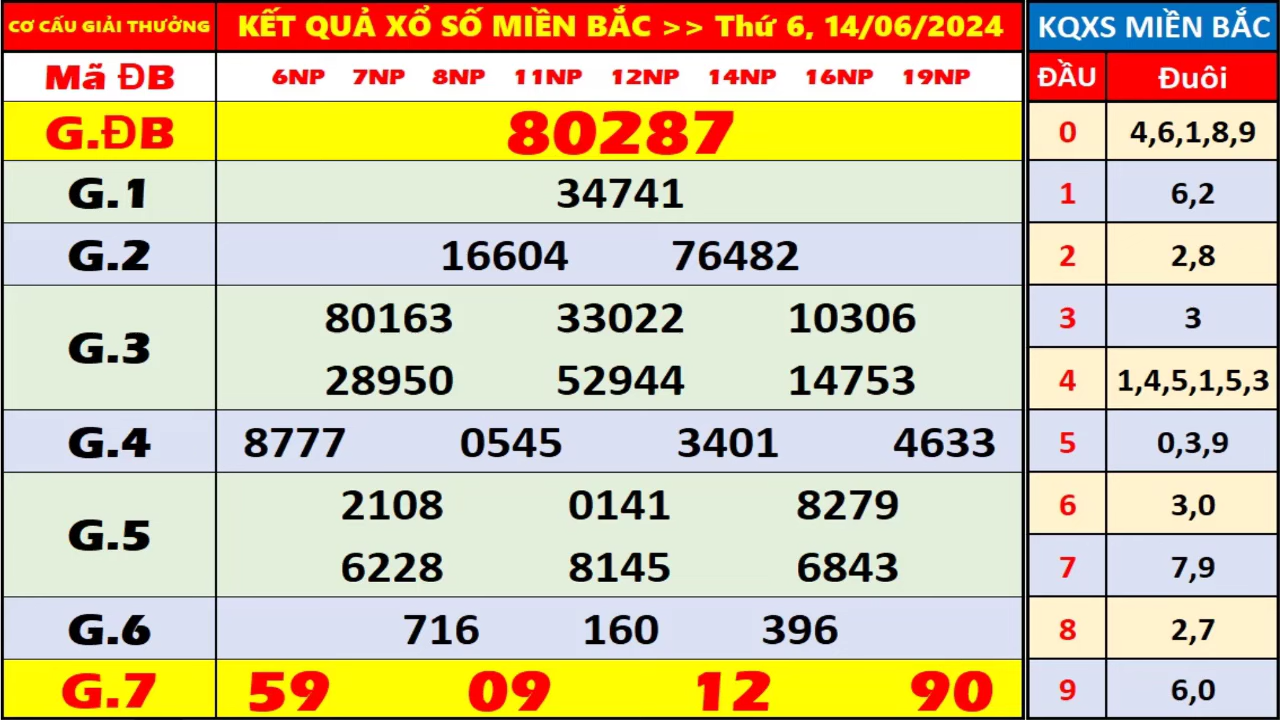 CƠ CẤU GIẢI THƯỞNG KẾT QUẢ XỔ SỐ MIỀN BẮC >> Thứ 6, 14/06/2024
Mã ĐB 6NP 7NP 8NP 11NP 12NP 14NP 16NP 19NP
G.ĐB 80287
G.1 34741
G.2 16604 76482
G.3 80163 33022 10306
28950 52944 14753
G.4 8777 0545 3401 4633
G.5 2108 0141 8279
6228 8145 6843
G.6 716 160 396
G.7 59 09 12 90
KQXS MIỀN BẮC
ĐẦU Đuôi
0 4,6,1,8,9
1 6,2
2 2,8
3 3
4 1,4,5,1,5,3
5 0,3,9
6 3,0
7 7,9
8 2,7
9 6,0